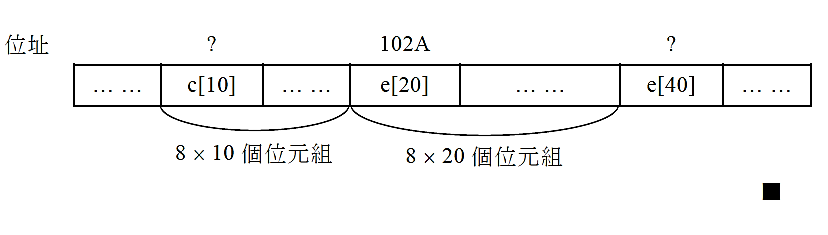 位址 ? 102A ?
… … c[10] … … e[20] … … e[40] … …
8 × 10 個位元組 8 × 20 個位元組